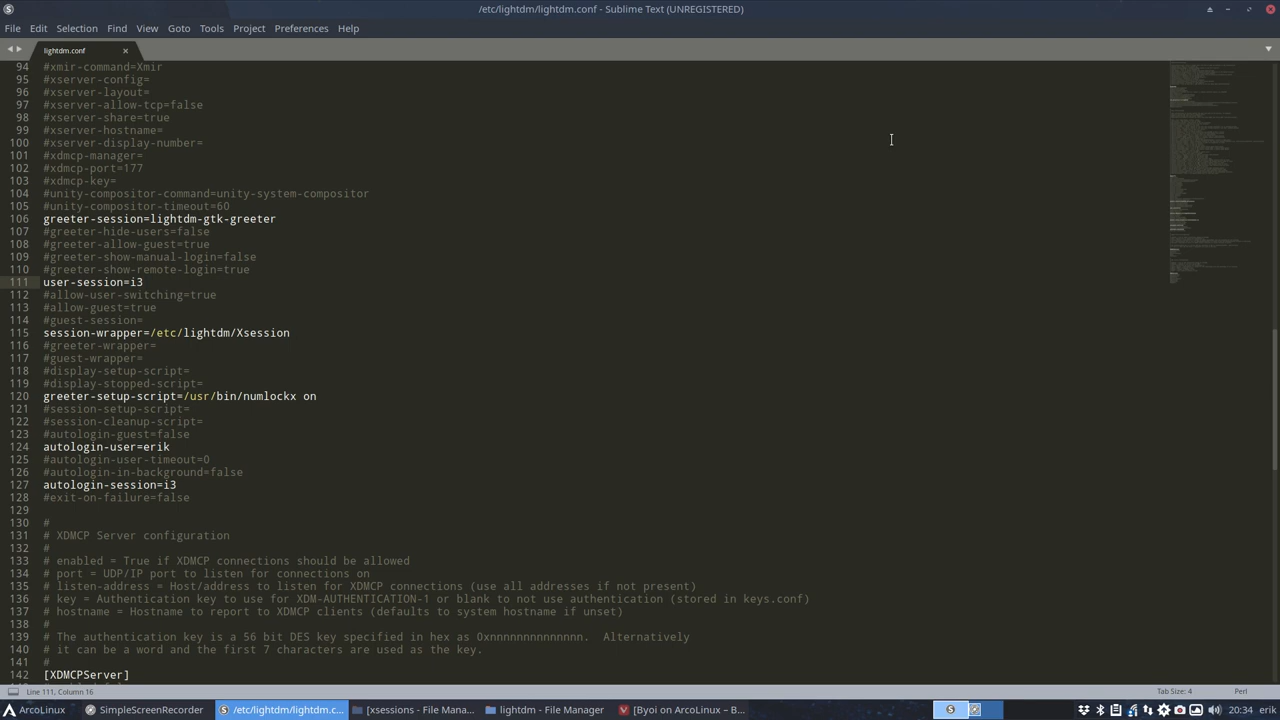 /etc/lightdm/lightdm.conf - Sublime Text (UNREGISTERED)
File Edit Selection Find View Goto Tools Project Preferences Help
lightdm.conf
94 #xmir-command=Xmir
95 #xserver-config=
96 #xserver-layout=
97 #xserver-allow-tcp=false
98 #xserver-share=true
99 #xserver-hostname=
100 #xserver-display-number=
101 #xdmcp-manager=
102 #xdmcp-port=177
103 #xdmcp-key=
104 #unity-compositor-command=unity-system-compositor
105 #unity-compositor-timeout=60
106 greeter-session=lightdm-gtk-greeter
107 #greeter-hide-users=false
108 #greeter-allow-guest=true
109 #greeter-show-manual-login=false
110 #greeter-show-remote-login=true
111 user-session=i3
112 #allow-user-switching=true
113 #allow-guest=true
114 #guest-session=
115 session-wrapper=/etc/lightdm/Xsession
116 #greeter-wrapper=
117 #guest-wrapper=
118 #display-setup-script=
119 #display-stopped-script=
120 greeter-setup-script=/usr/bin/numlockx on
121 #session-setup-script=
122 #session-cleanup-script=
123 #autologin-guest=false
124 autologin-user=erik
125 #autologin-user-timeout=0
126 #autologin-in-background=false
127 autologin-session=i3
128 #exit-on-failure=false
129
130 #
131 # XDMCP Server configuration
132 #
133 # enabled = True if XDMCP connections should be allowed
134 # port = UDP/IP port to listen for connections on
135 # listen-address = Host/address to listen for XDMCP connections (use all addresses if not present)
136 # key = Authentication key to use for XDM-AUTHENTICATION-1 or blank to not use authentication (stored in keys.conf)
137 # hostname = Hostname to report to XDMCP clients (defaults to system hostname if unset)
138 #
139 # The authentication key is a 56 bit DES key specified in hex as 0xnnnnnnnnnnnnnn.  Alternatively
140 # it can be a word and the first 7 characters are used as the key.
141 #
142 [XDMCPServer]
Line 111, Column 16 Tab Size: 4 Perl
ArcoLinux SimpleScreenRecorder /etc/lightdm/lightdm.c... [xsessions - File Mana... lightdm - File Manager [Byoi on ArcoLinux – B... 20:34 erik